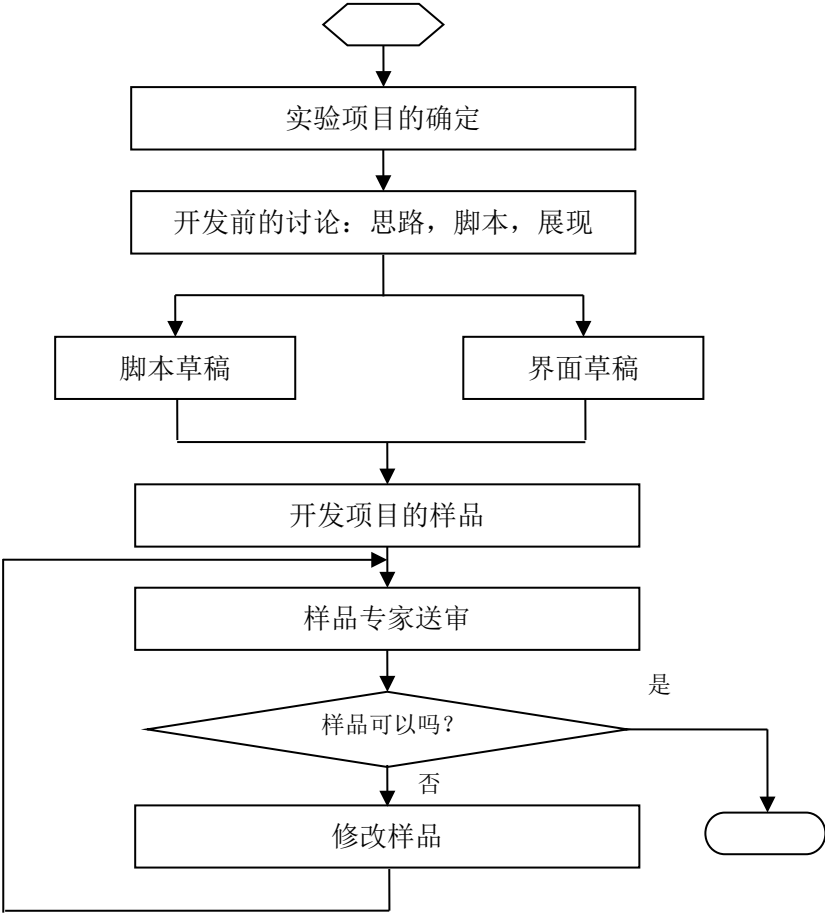 实验项目的确定
开发前的讨论：思路，脚本，展现
脚本草稿
界面草稿
开发项目的样品
样品专家送审
是
样品可以吗？
否
修改样品